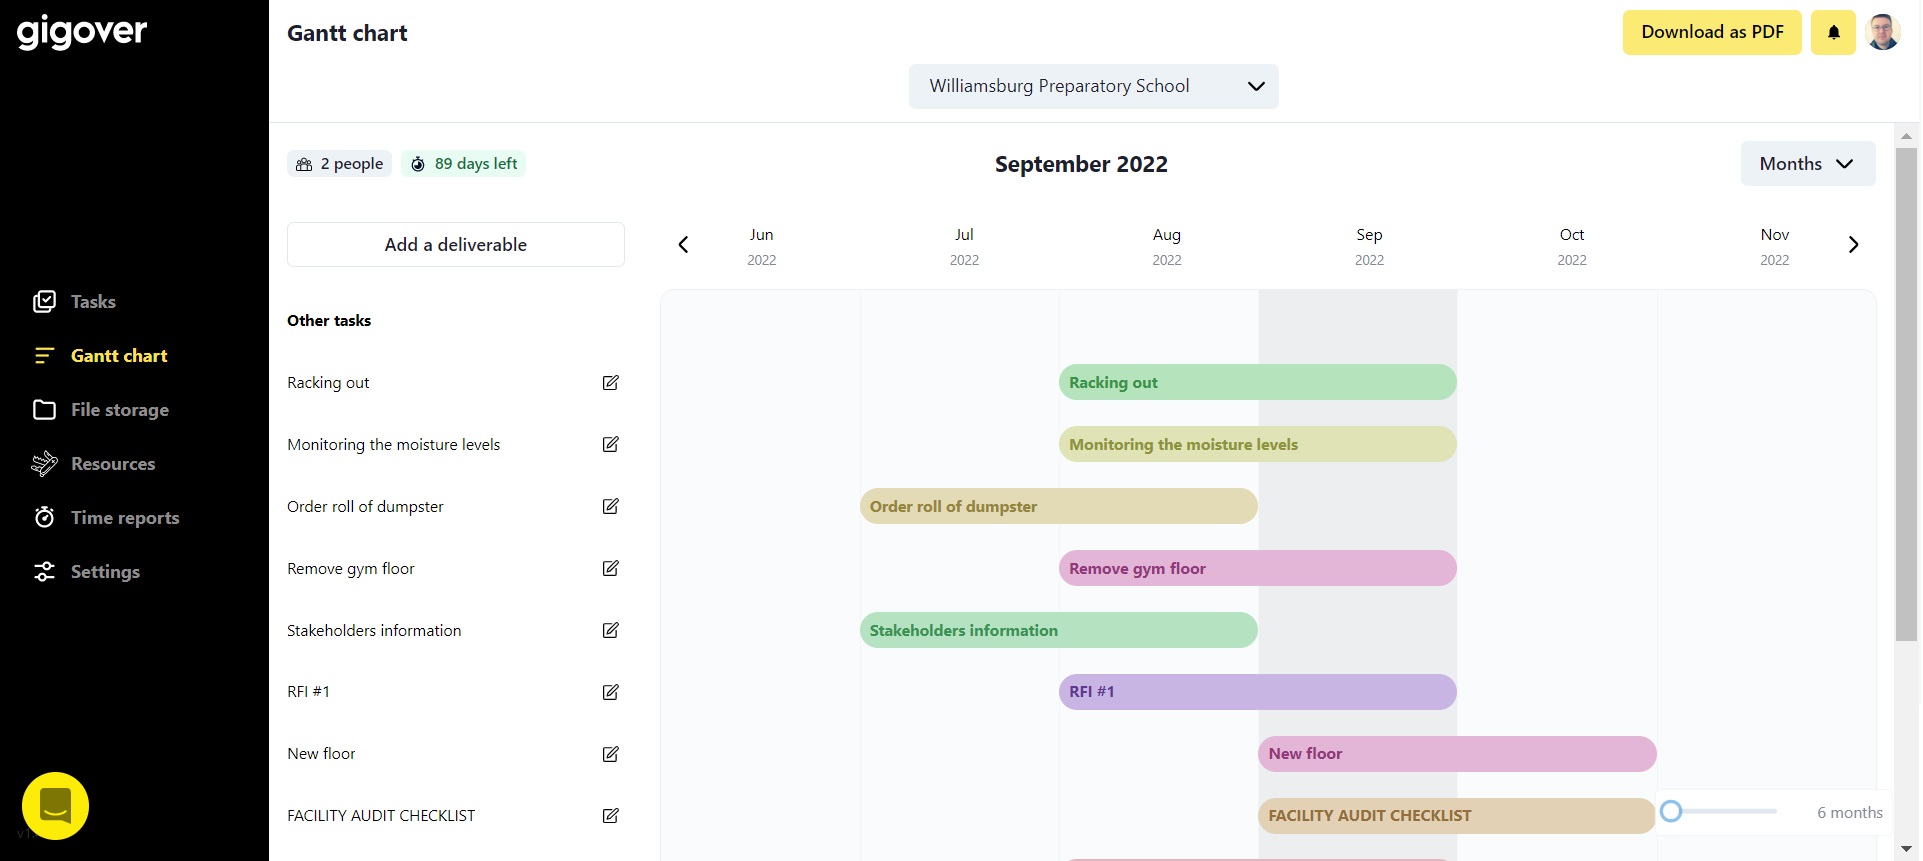 gigover
Gantt chart
Download as PDF
Williamsburg Preparatory School
2 people
89 days left
September 2022
Months
Add a deliverable
Jun
Jul
Aug
Sep
Oct
Nov
2022
2022
2022
2022
2022
2022
Tasks
Gantt chart
File storage
Resources
Time reports
Settings
Other tasks
Racking out
Racking out
Monitoring the moisture levels
Monitoring the moisture levels
Order roll of dumpster
Order roll of dumpster
Remove gym floor
Remove gym floor
Stakeholders information
Stakeholders information
RFI #1
RFI #1
New floor
New floor
FACILITY AUDIT CHECKLIST
FACILITY AUDIT CHECKLIST
6 months